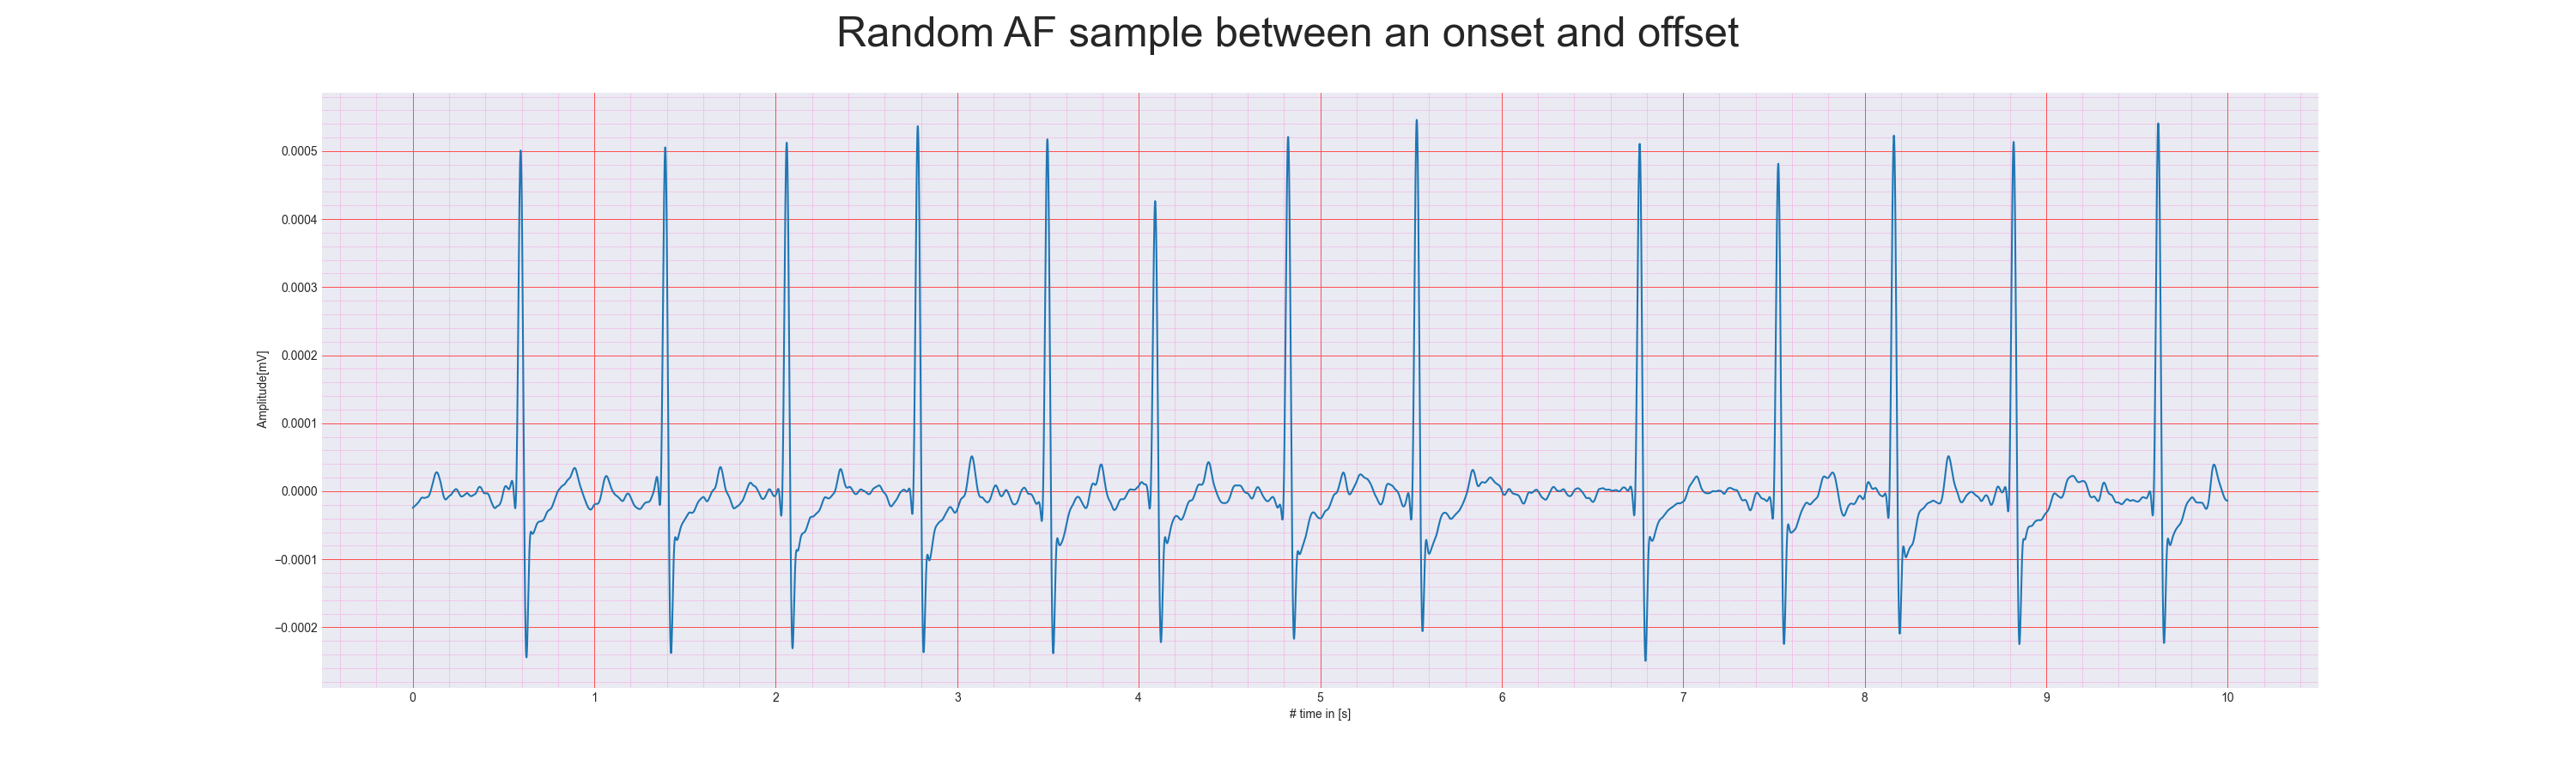 Random AF sample between an onset and offset
0.0005
0.0004
0.0003
0.0002
0.0001
0.0000
−0.0001
−0.0002
Amplitude[mV]
0 1 2 3 4 5 6 7 8 9 10
# time in [s]